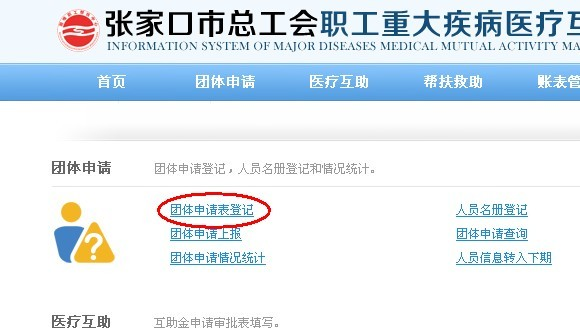 张家口市总工会职工重大疾病医疗互
INFORMATION SYSTEM OF MAJOR DISEASES MEDICAL MUTUAL ACTIVITY MA
首页 团体申请 医疗互助 帮扶救助 账表管
团体申请 团体申请登记，人员名册登记和情况统计。
团体申请表登记 人员名册登记
团体申请上报 团体申请查询
团体申请情况统计 人员信息转入下期
医疗互助 互助金申请审批表填写。